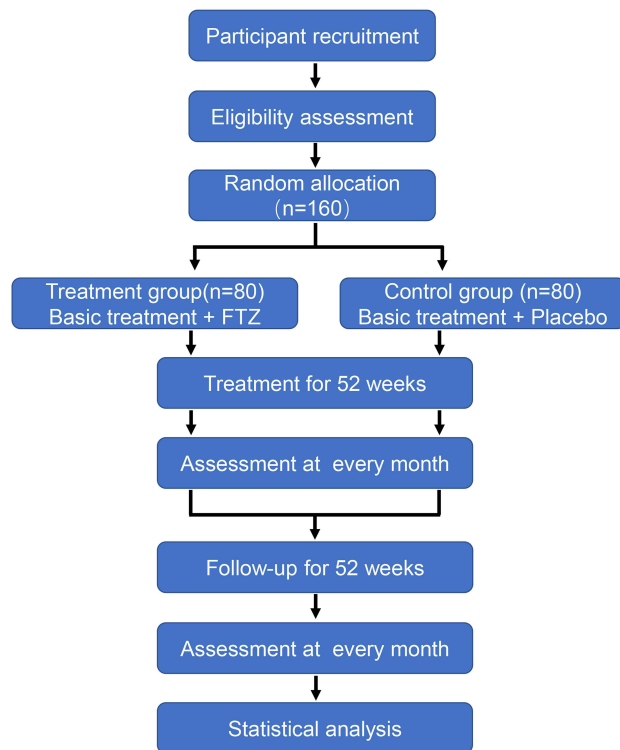 Participant recruitment
Eligibility assessment
Random allocation
（n=160）
Treatment group(n=80)
Basic treatment + FTZ
Control group (n=80)
Basic treatment + Placebo
Treatment for 52 weeks
Assessment at  every month
Follow-up for 52 weeks
Assessment at  every month
Statistical analysis